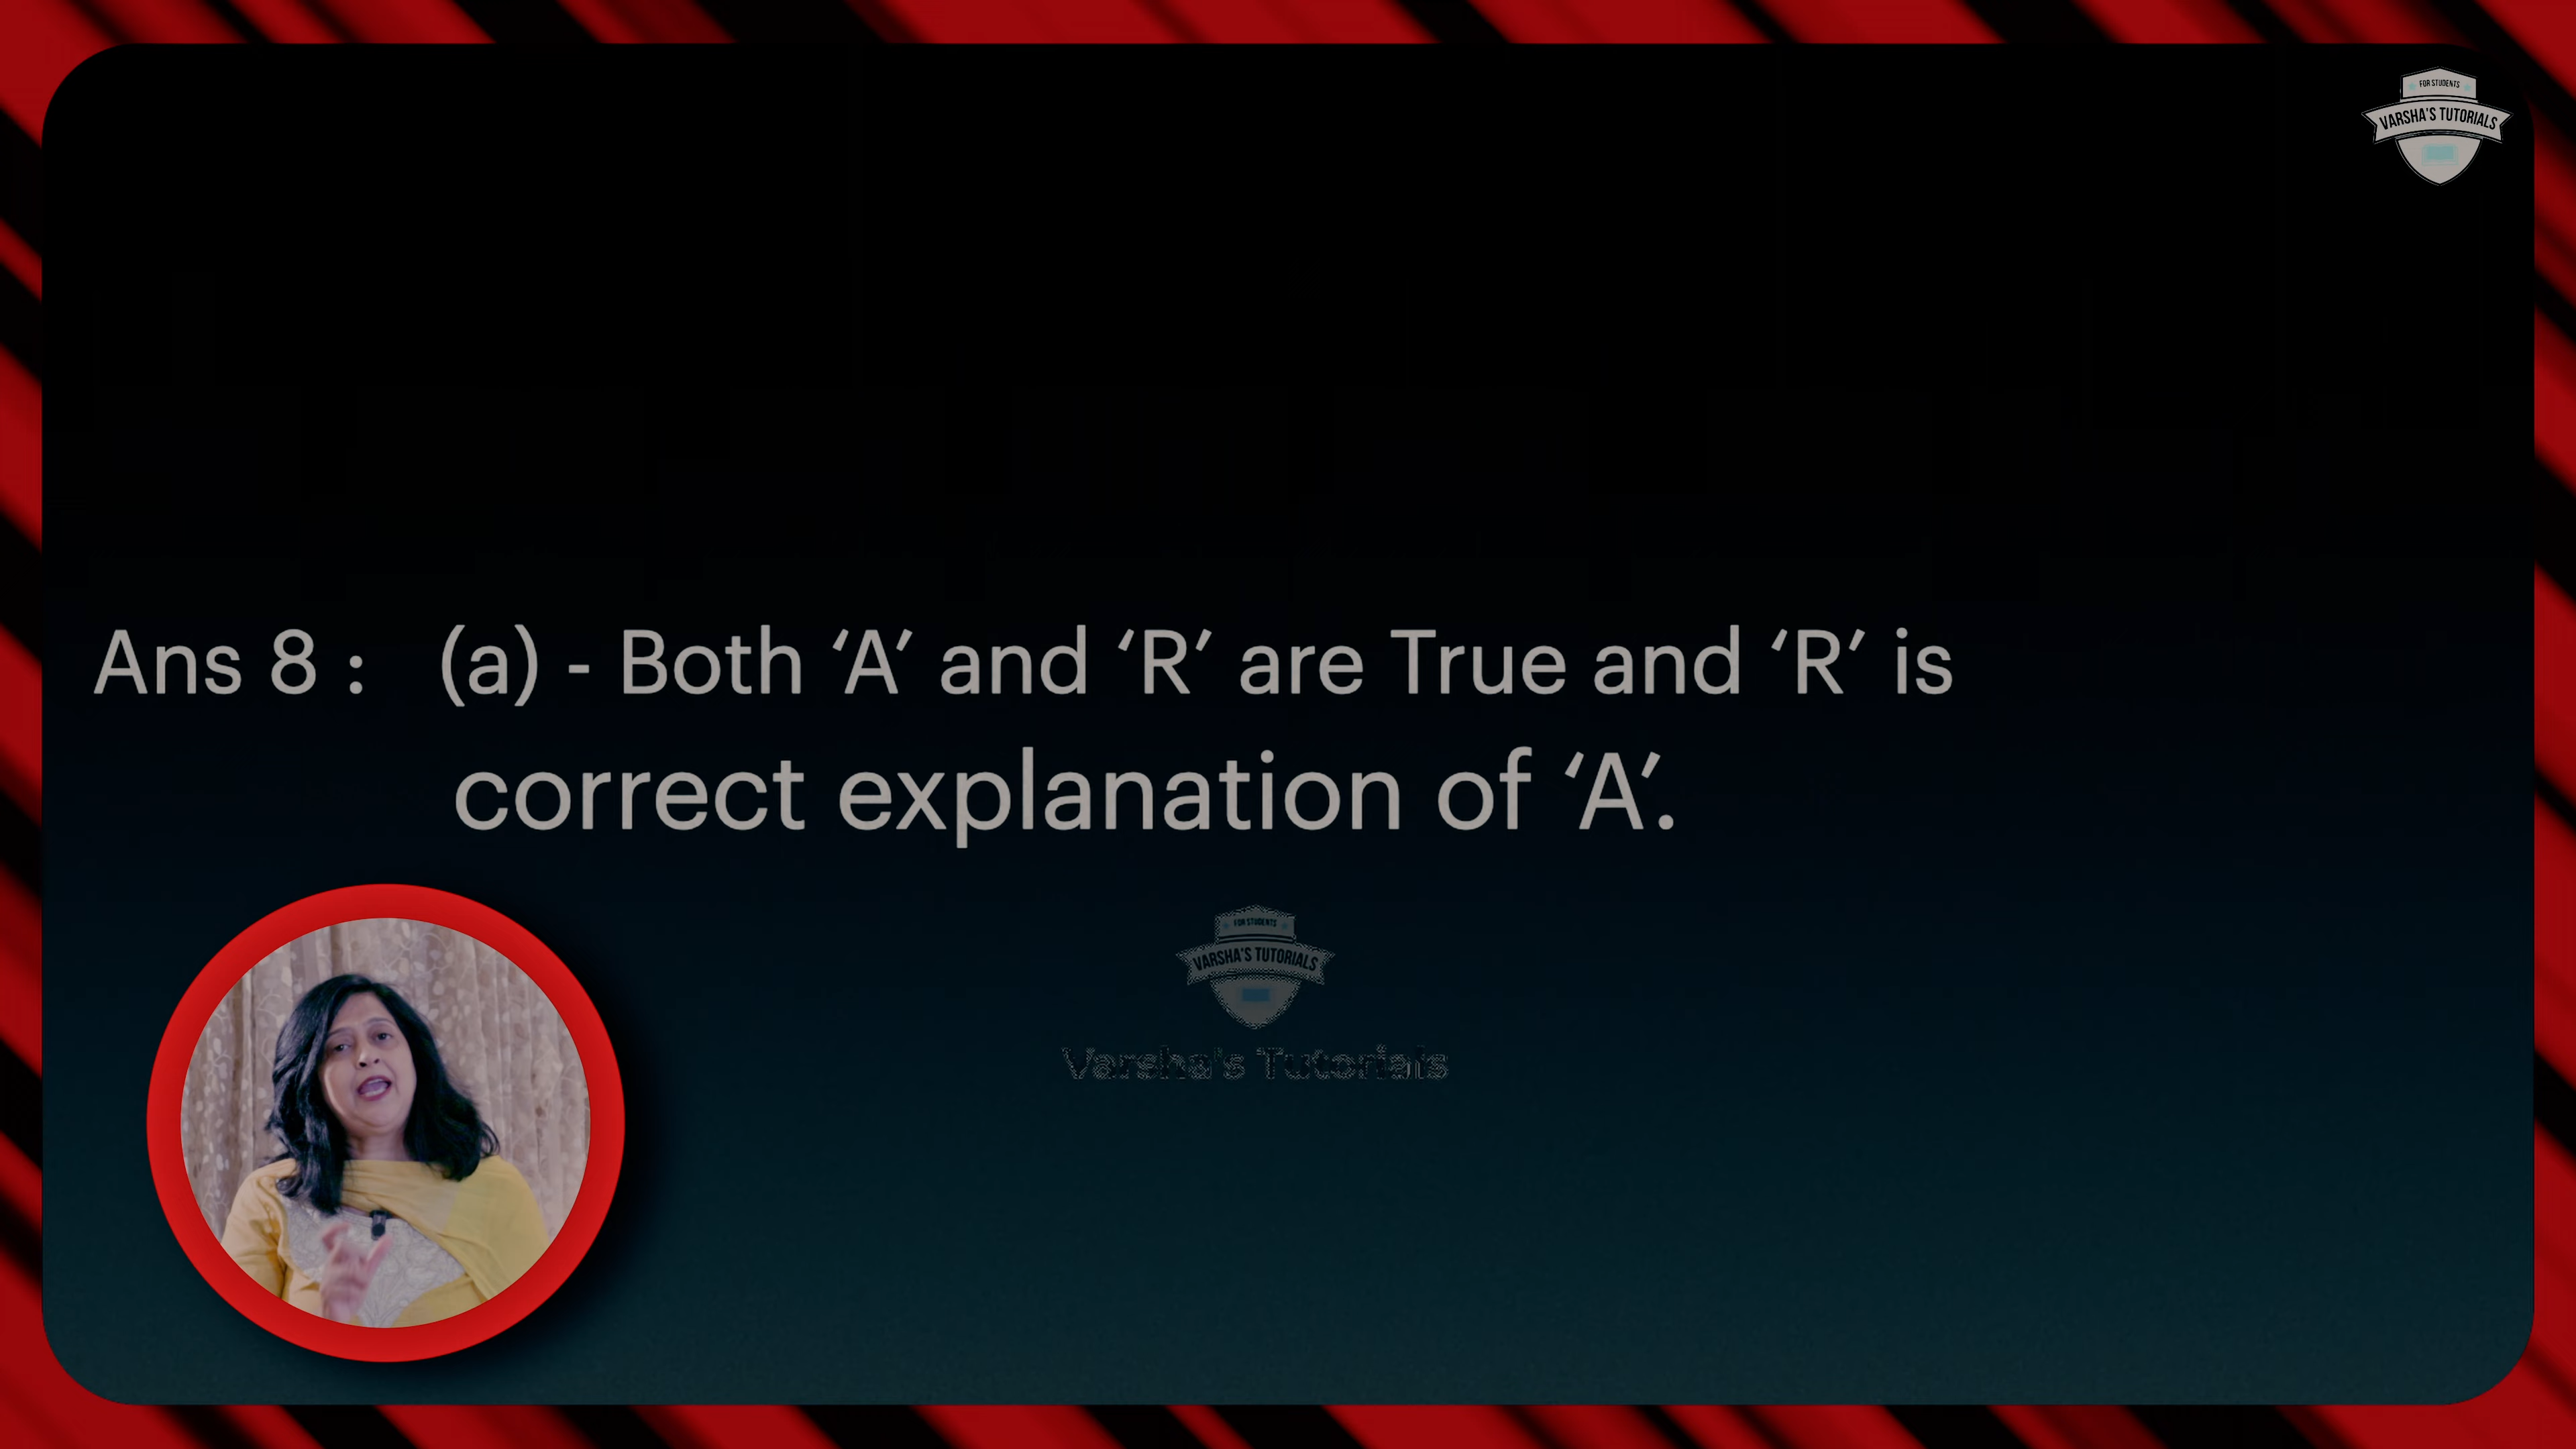 FOR STUDENTS
VARSHA'S TUTORIALS
Ans 8 : (a) - Both ‘A’ and ‘R’ are True and ‘R’ is
correct explanation of ‘A’.
FOR STUDENTS
VARSHA'S TUTORIALS
Varsha's Tutorials